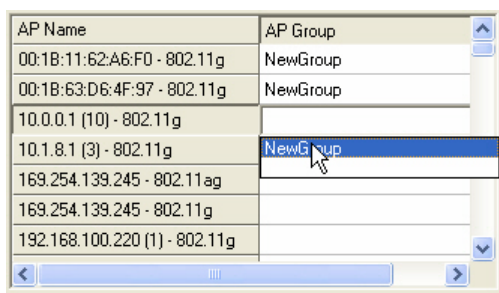 AP Name AP Group
00:1B:11:62:A6:F0 - 802.11g NewGroup
00:1B:63:D6:4F:97 - 802.11g NewGroup
10.0.0.1 (10) - 802.11g
10.1.8.1 (3) - 802.11g NewGroup
169.254.139.245 - 802.11ag
169.254.139.245 - 802.11g
192.168.100.220 (1) - 802.11g